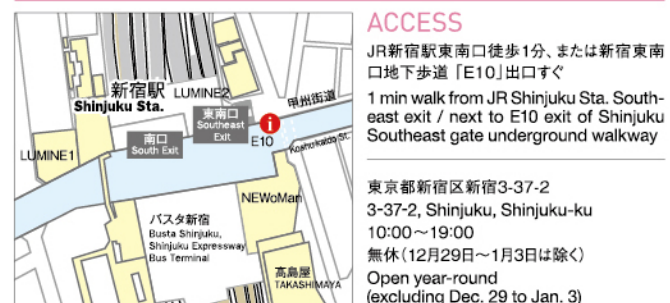 ACCESS
JR新宿駅東南口徒歩1分、または新宿東南
口地下歩道「E10」出口すぐ
1 min walk from JR Shinjuku Sta. South-
east exit / next to E10 exit of Shinjuku
Southeast gate underground walkway
東京都新宿区新宿3-37-2
3-37-2, Shinjuku, Shinjuku-ku
10:00～19:00
無休（12月29日～1月3日は除く）
Open year-round
(excluding Dec. 29 to Jan. 3)
新宿駅
Shinjuku Sta.
LUMINE2
東南口
Southeast
Exit
i
E10
甲州街道
Koshu-kaido St.
南口
South Exit
LUMINE1
NEWoMan
バスタ新宿
Busta Shinjuku,
Shinjuku Expressway
Bus Terminal
高島屋
TAKASHIMAYA